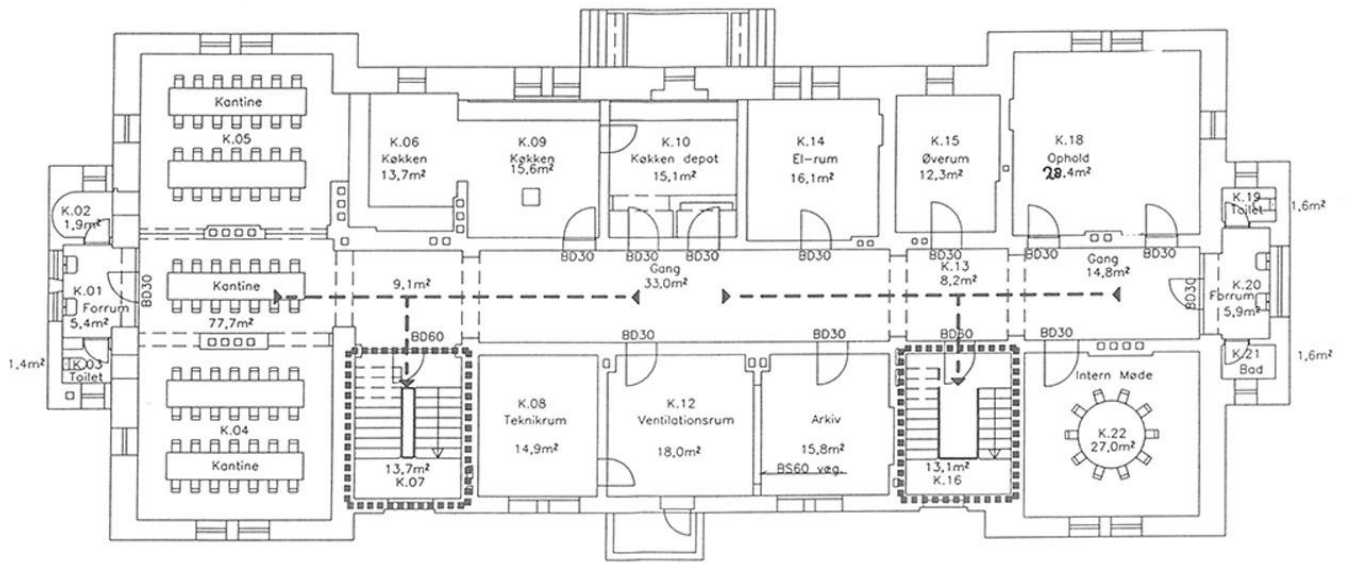 Kantine
K.05
K.06
Køkken
13,7m²
K.09
Køkken
15,6m²
K.10
Køkken depot
15,1m²
K.14
El-rum
16,1m²
K.15
Øverum
12,3m²
K.18
Ophold
28,4m²
K.02
1,9m²
K.19
Toilet
1,6m²
BD30
BD30
BD30
BD30
BD30
BD30
K.01
Forrum
5,4m²
BD30
Kantine
77,7m²
9,1m²
Gang
33,0m²
K.13
8,2m²
Gang
14,8m²
BD30
K.20
Forrum
5,9m²
1,4m²
K.03
Toilet
BD60
BD30
BD30
BD60
BD30
K.21
Bad
1,6m²
K.04
Kantine
13,7m²
K.07
K.08
Teknikrum
14,9m²
K.12
Ventilationsrum
18,0m²
Arkiv
15,8m²
BS60 væg.
13,1m²
K.16
Intern Møde
K.22
27,0m²